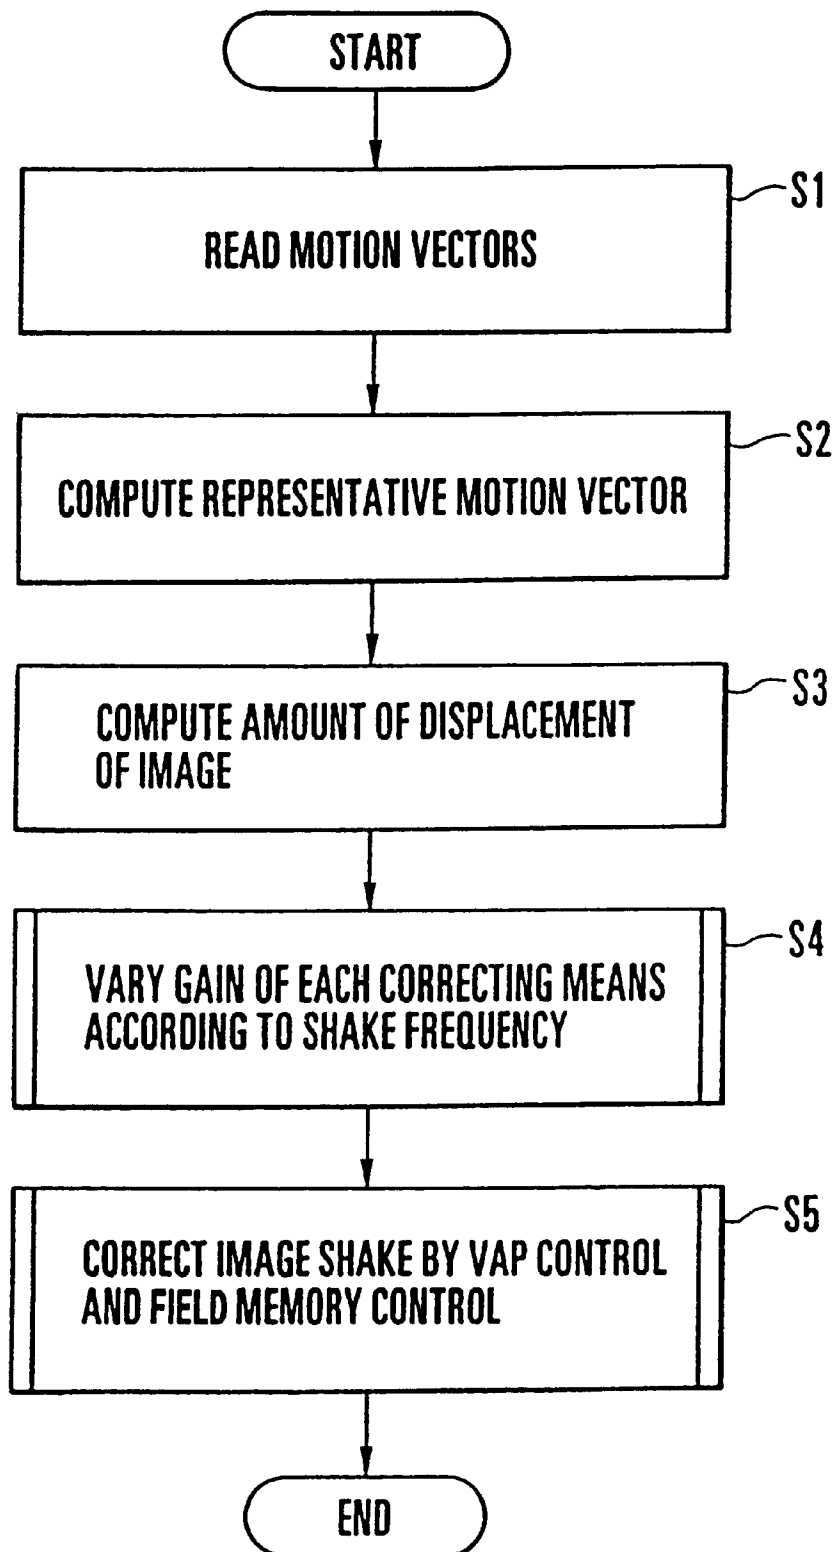 START
S1
READ MOTION VECTORS
S2
COMPUTE REPRESENTATIVE MOTION VECTOR
S3
COMPUTE AMOUNT OF DISPLACEMENT
OF IMAGE
S4
VARY GAIN OF EACH CORRECTING MEANS
ACCORDING TO SHAKE FREQUENCY
S5
CORRECT IMAGE SHAKE BY VAP CONTROL
AND FIELD MEMORY CONTROL
END